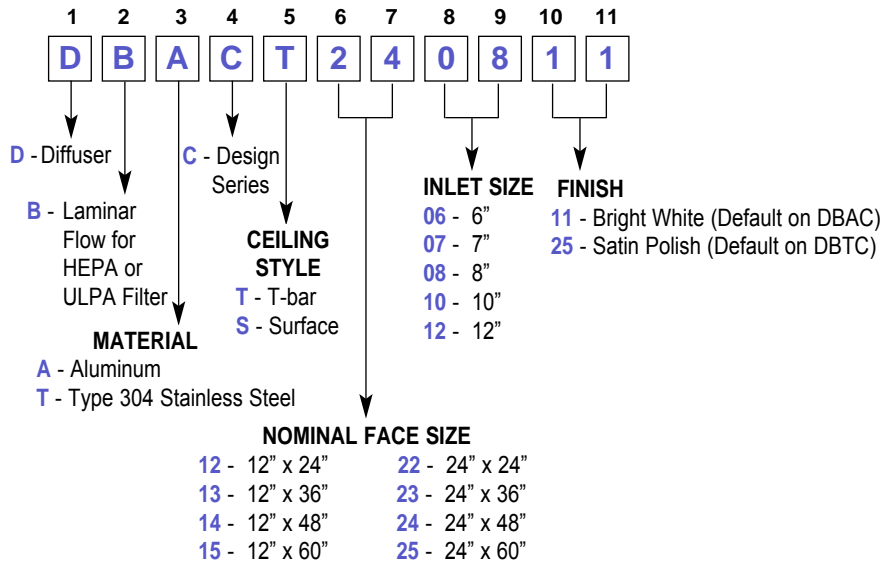 1 2 3 4 5 6 7 8 9 10 11
D B A C T 2 4 0 8 1 1
D - Diffuser
C - Design
Series
B - Laminar
Flow for
HEPA or
ULPA Filter
MATERIAL
A - Aluminum
T - Type 304 Stainless Steel
CEILING
STYLE
T - T-bar
S - Surface
INLET SIZE
06 - 6”
07 - 7”
08 - 8”
10 - 10”
12 - 12”
FINISH
11 - Bright White (Default on DBAC)
25 - Satin Polish (Default on DBTC)
NOMINAL FACE SIZE
12 - 12” x 24” 22 - 24” x 24”
13 - 12” x 36” 23 - 24” x 36”
14 - 12” x 48” 24 - 24” x 48”
15 - 12” x 60” 25 - 24” x 60”